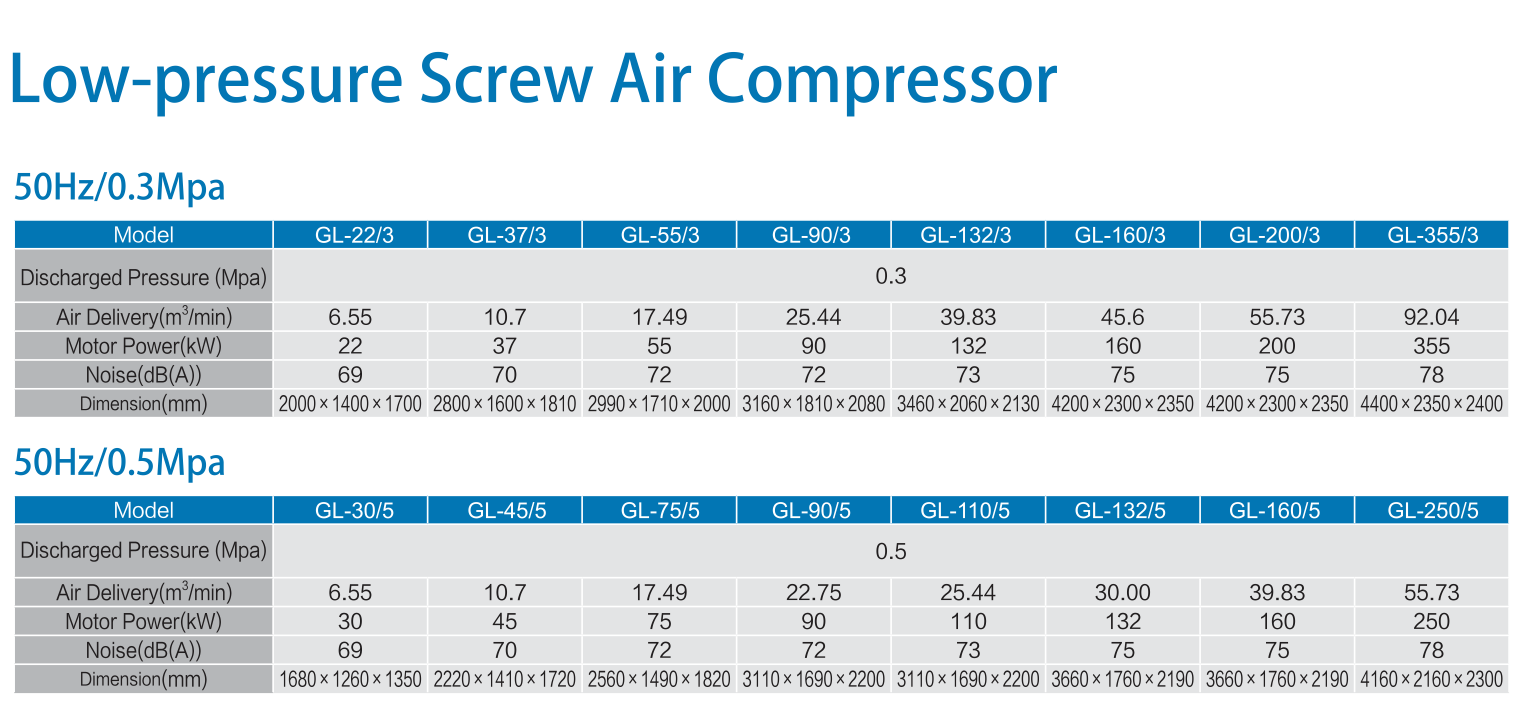 Low-pressure Screw Air Compressor
50Hz/0.3Mpa
Model GL-22/3 GL-37/3 GL-55/3 GL-90/3 GL-132/3 GL-160/3 GL-200/3 GL-355/3
Discharged Pressure (Mpa) 0.3
Air Delivery(m³/min) 6.55 10.7 17.49 25.44 39.83 45.6 55.73 92.04
Motor Power(kW) 22 37 55 90 132 160 200 355
Noise(dB(A)) 69 70 72 72 73 75 75 78
Dimension(mm) 2000×1400×1700 2800×1600×1810 2990×1710×2000 3160×1810×2080 3460×2060×2130 4200×2300×2350 4200×2300×2350 4400×2350×2400
50Hz/0.5Mpa
Model GL-30/5 GL-45/5 GL-75/5 GL-90/5 GL-110/5 GL-132/5 GL-160/5 GL-250/5
Discharged Pressure (Mpa) 0.5
Air Delivery(m³/min) 6.55 10.7 17.49 22.75 25.44 30.00 39.83 55.73
Motor Power(kW) 30 45 75 90 110 132 160 250
Noise(dB(A)) 69 70 72 72 73 75 75 78
Dimension(mm) 1680×1260×1350 2220×1410×1720 2560×1490×1820 3110×1690×2200 3110×1690×2200 3660×1760×2190 3660×1760×2190 4160×2160×2300